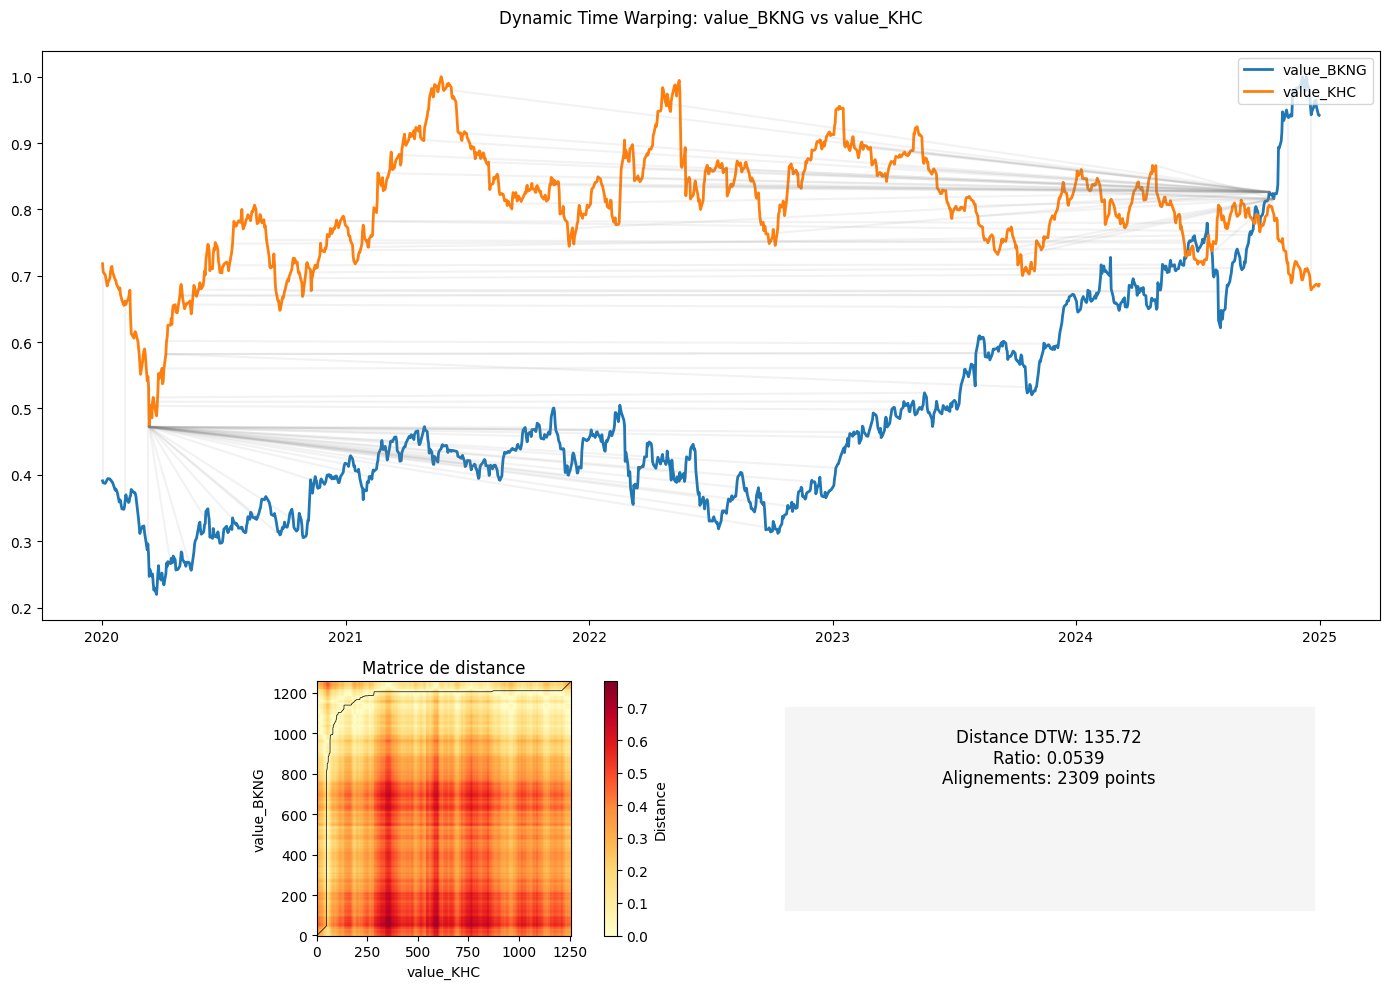 Dynamic Time Warping: value_BKNG vs value_KHC
value_BKNG
value_KHC
1.0
0.9
0.8
0.7
0.6
0.5
0.4
0.3
0.2
2020 2021 2022 2023 2024 2025
Matrice de distance
1200
1000
800
600
400
200
0
value_BKNG
0 250 500 750 1000 1250
value_KHC
0.7
0.6
0.5
0.4
0.3
0.2
0.1
0.0
Distance
Distance DTW: 135.72
Ratio: 0.0539
Alignements: 2309 points